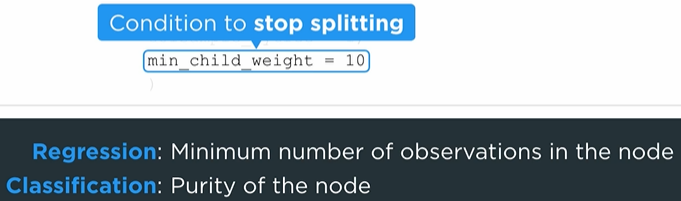 Condition to stop splitting
min_child_weight = 10
)
Regression: Minimum number of observations in the node
Classification: Purity of the node